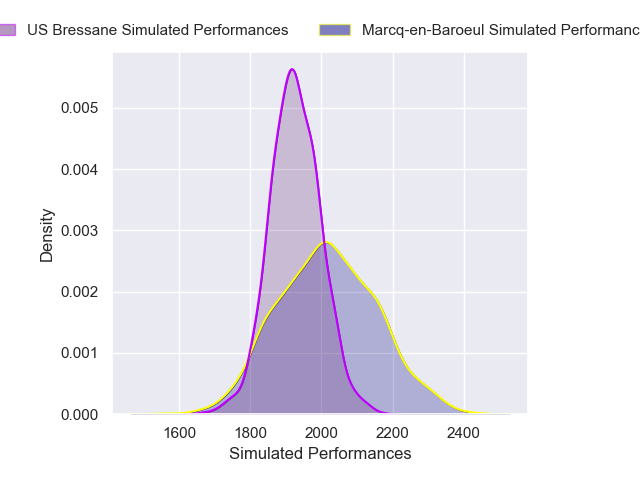 US Bressane Simulated Performances
Marcq-en-Baroeul Simulated Performanc
0.005
0.004
0.003
0.002
0.001
0.000
Density
1600 1800 2000 2200 2400
Simulated Performances